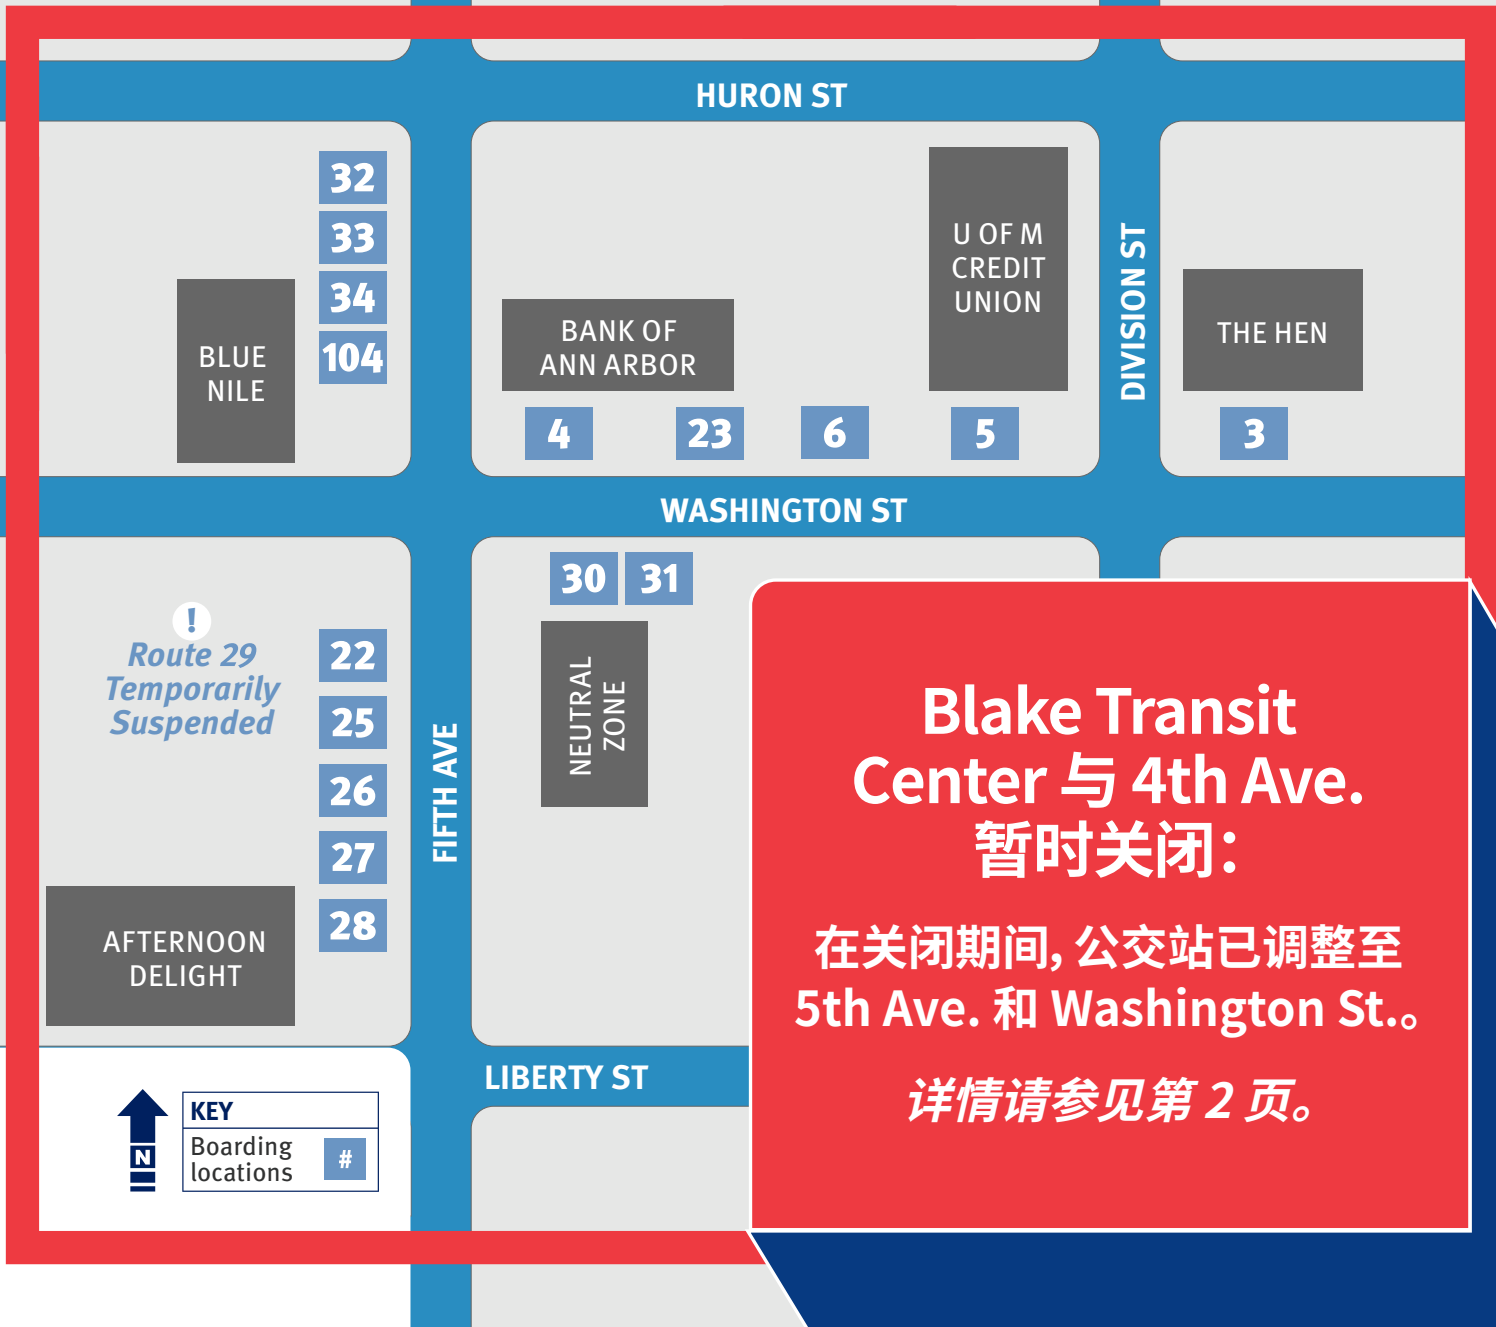 HURON ST
32
33
34
104
BLUE
NILE
BANK OF
ANN ARBOR
U OF M
CREDIT
UNION
DIVISION ST
THE HEN
4
23
6
5
3
WASHINGTON ST
30
31
!
Route 29
Temporarily
Suspended
22
25
26
27
28
FIFTH AVE
NEUTRAL
ZONE
AFTERNOON
DELIGHT
LIBERTY ST
N
KEY
Boarding
locations
#
Blake Transit
Center 与 4th Ave.
暂时关闭：
在关闭期间，公交站已调整至
5th Ave. 和 Washington St.。
详情请参见第 2 页。